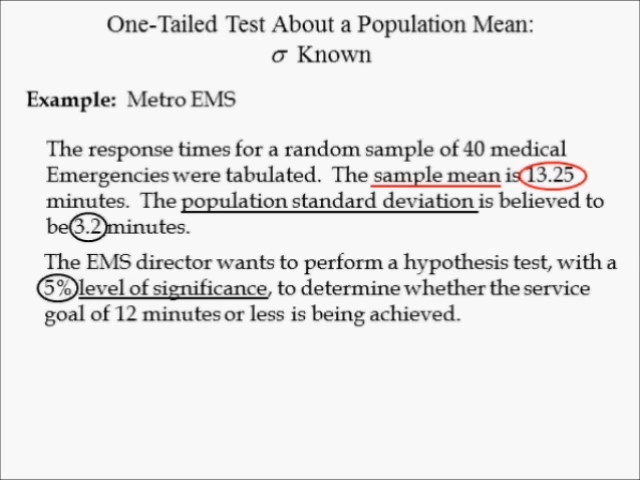 One-Tailed Test About a Population Mean:
σ Known
Example: Metro EMS
The response times for a random sample of 40 medical
Emergencies were tabulated. The sample mean is 13.25
minutes. The population standard deviation is believed to
be 3.2 minutes.
The EMS director wants to perform a hypothesis test, with a
5% level of significance, to determine whether the service
goal of 12 minutes or less is being achieved.